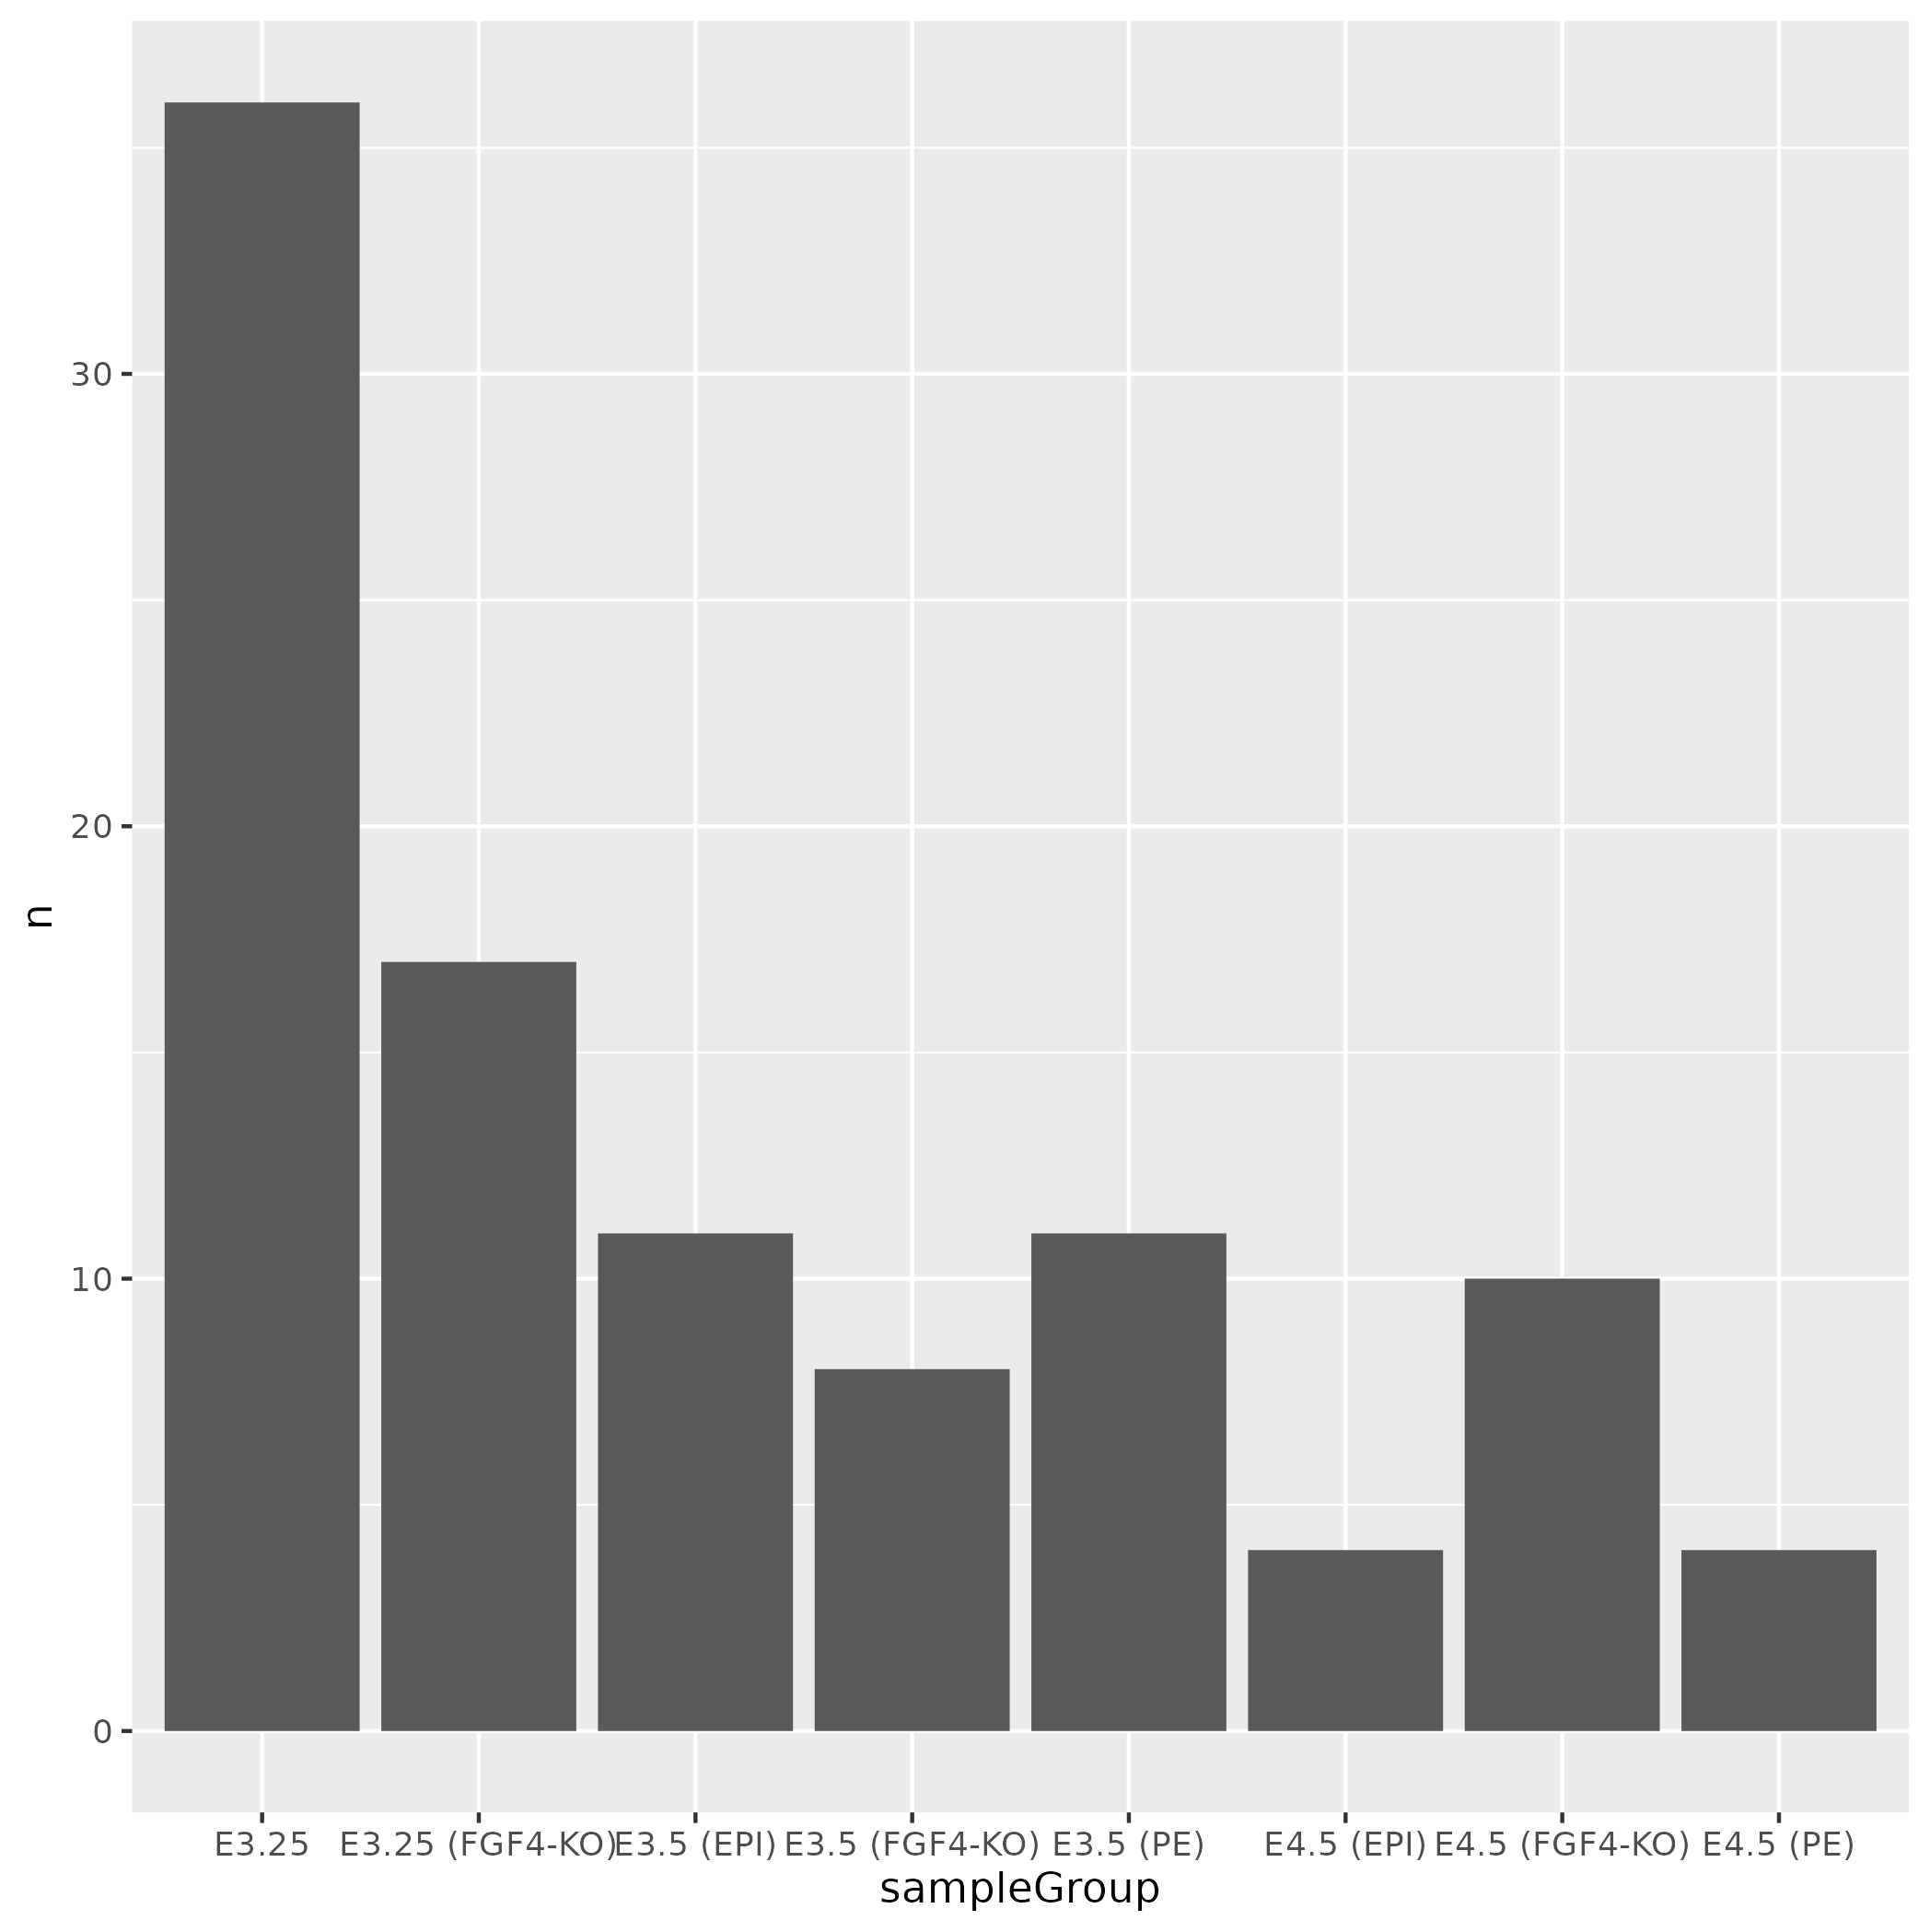 n
30
20
10
0
E3.25 E3.25 (FGF4-KO) E3.5 (EPI) E3.5 (FGF4-KO) E3.5 (PE) E4.5 (EPI) E4.5 (FGF4-KO) E4.5 (PE)
sampleGroup